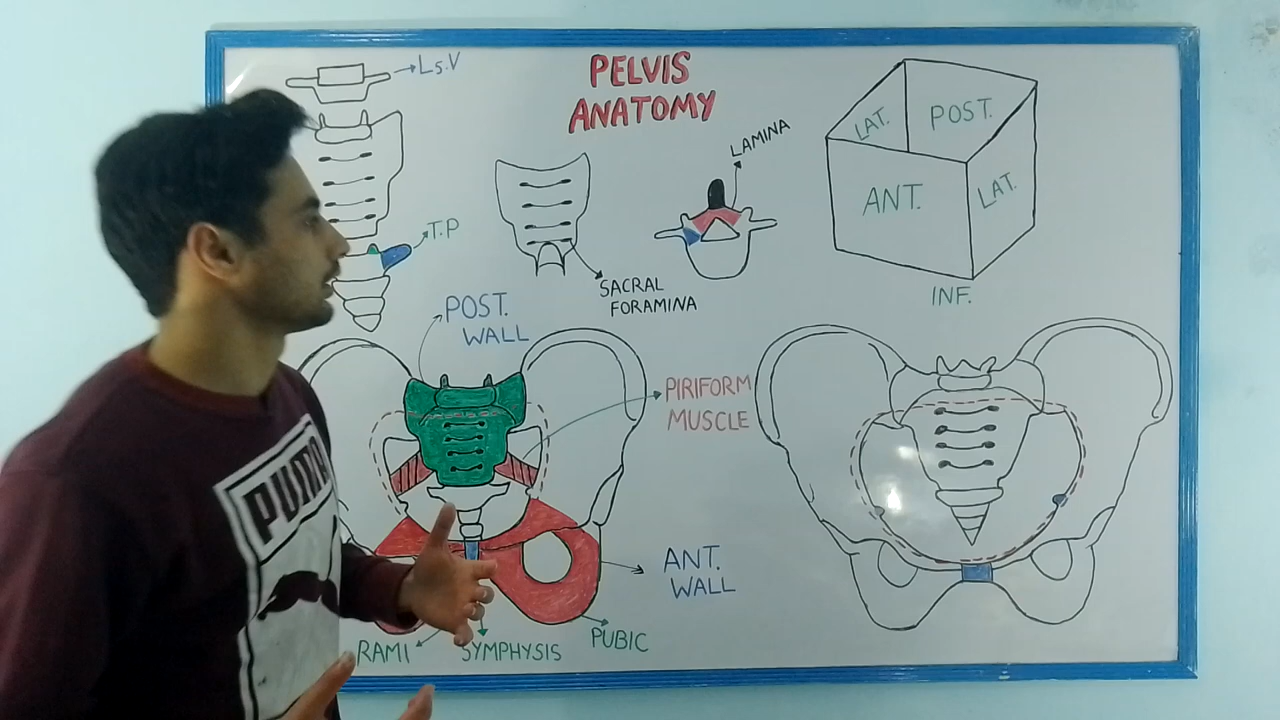 PELVIS
ANATOMY
L5.V
T.P
SACRAL
FORAMINA
LAMINA
LAT.
POST.
ANT.
LAT.
INF.
POST.
WALL
PIRIFORM
MUSCLE
ANT.
WALL
RAMI
SYMPHYSIS
PUBIC
PUMA